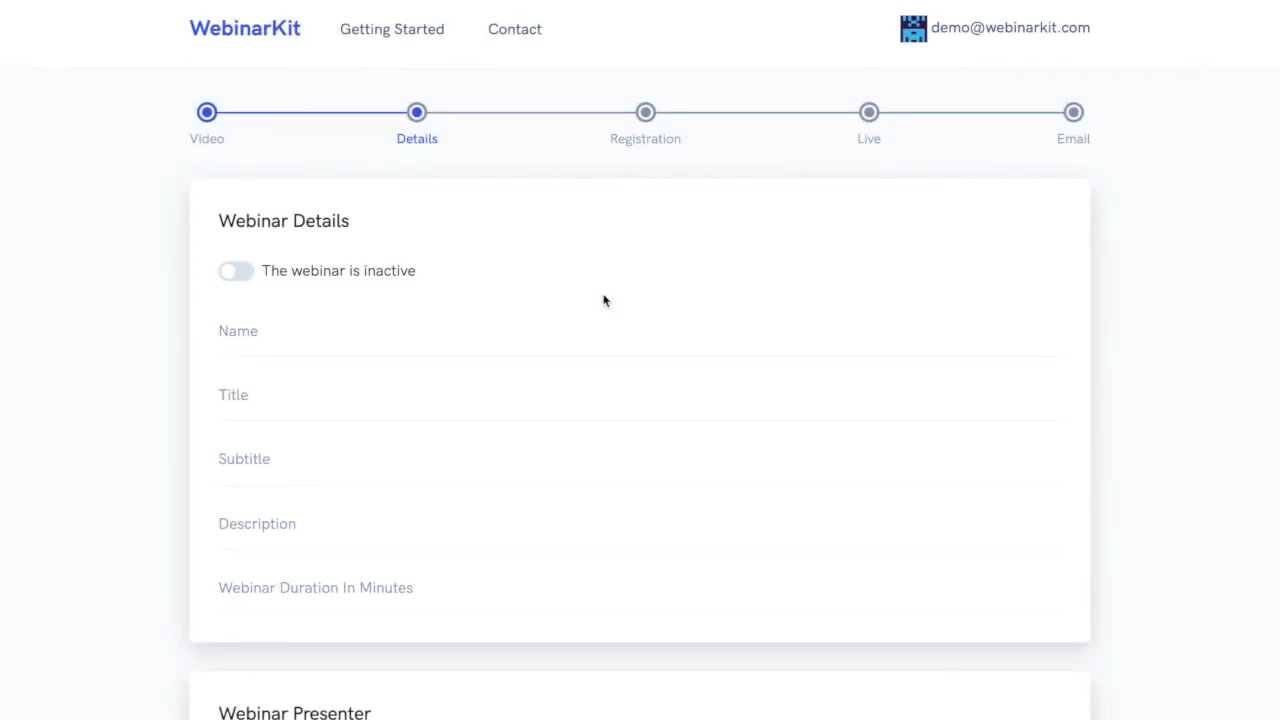 WebinarKit Getting Started Contact demo@webinarkit.com
Video Details Registration Live Email
Webinar Details
The webinar is inactive
Name
Title
Subtitle
Description
Webinar Duration In Minutes
Webinar Presenter